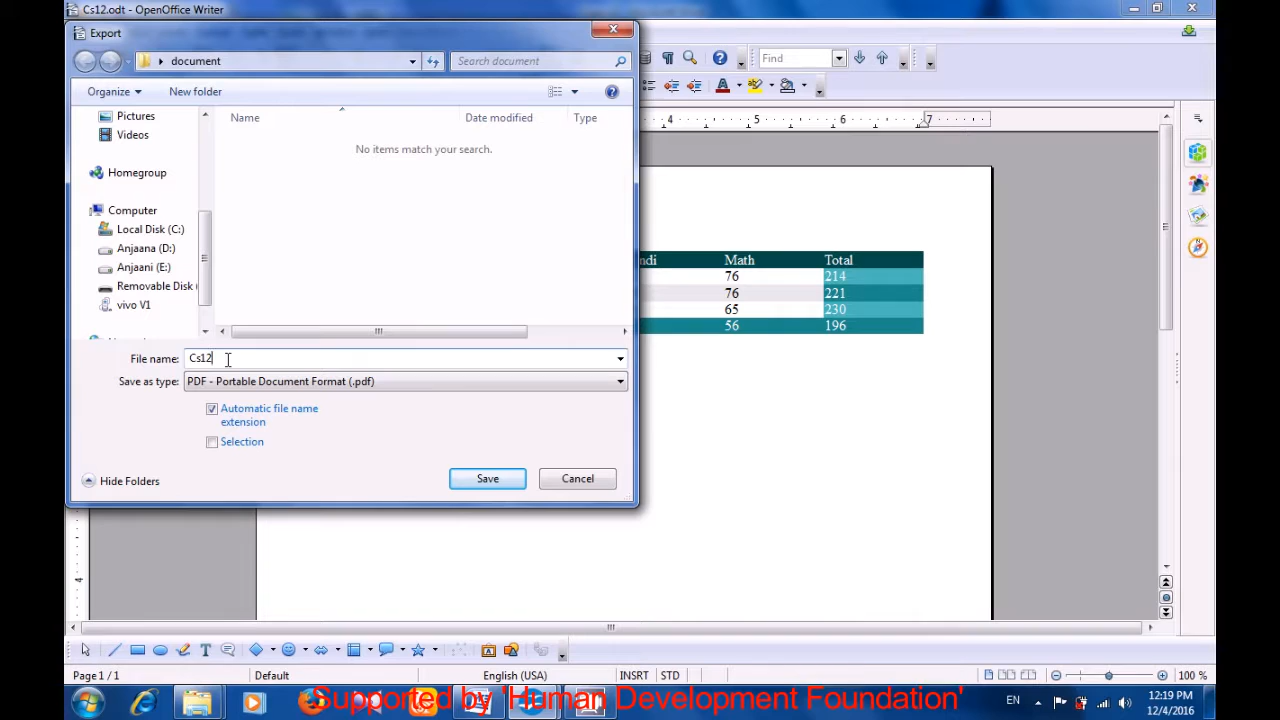 Cs12.odt - OpenOffice Writer
Export
document
Search document
Find
Organize
New folder
Pictures
Videos
Homegroup
Computer
Local Disk (C:)
Anjaana (D:)
Anjaani (E:)
Removable Disk (
vivo V1
Name
Date modified
Type
No items match your search.
File name: Cs12
Save as type: PDF - Portable Document Format (.pdf)
Automatic file name
extension
Selection
Hide Folders
Save
Cancel
4 5 6 7
ndi Math Total
76 214
76 221
65 230
56 196
4
Page 1 / 1 Default English (USA) INSRT STD 100 %
EN
12:19 PM
12/4/2016
Supported by 'Human Development Foundation'